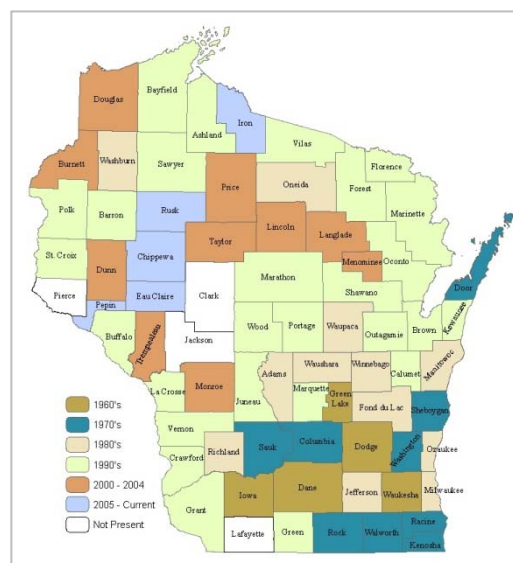 Douglas
Bayfield
Ashland
Iron
Vilas
Burnett
Washburn
Sawyer
Price
Oneida
Florence
Forest
Marinette
Polk
Barron
Rusk
Lincoln
Langlade
Taylor
Menominee
Oconto
St. Croix
Dunn
Chippewa
Door
Pierce
Pepin
Eau Claire
Clark
Marathon
Shawano
Buffalo
Trempealeau
Jackson
Wood
Portage
Waupaca
Outagamie
Brown
Kewaunee
La Crosse
Monroe
Juneau
Adams
Waushara
Winnebago
Calumet
Manitowoc
Marquette
Green
Lake
Fond du Lac
Sheboygan
Vernon
Crawford
Richland
Sauk
Columbia
Dodge
Washington
Ozaukee
Grant
Iowa
Dane
Jefferson
Waukesha
Milwaukee
Lafayette
Green
Rock
Walworth
Racine
Kenosha
1960's
1970's
1980's
1990's
2000 - 2004
2005 - Current
Not Present